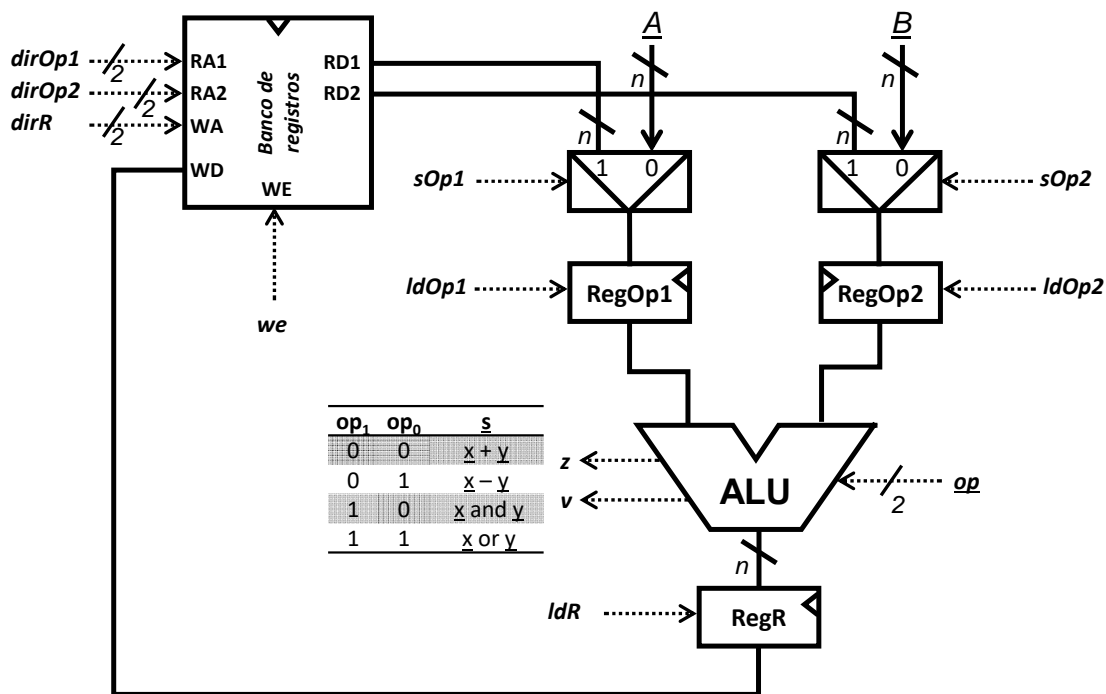 A
B
dirOp1
2
RA1
RD1
dirOp2
2
RA2
RD2
dirR
2
WA
WD
Banco de
registros
WE
we
n
n
n
n
1 0
1 0
sOp1
sOp2
ldOp1
RegOp1
RegOp2
ldOp2
op1 op0 s
0 0 x + y
0 1 x – y
1 0 x and y
1 1 x or y
z
v
ALU
op
2
n
ldR
RegR